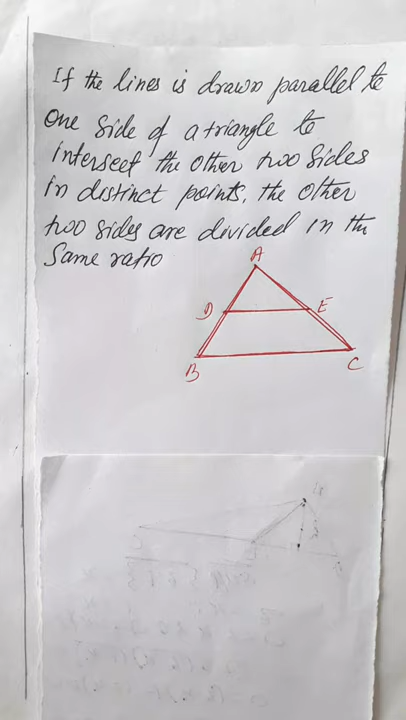 If the lines is drawn parallel to
one side of a triangle to
intersect the other two sides
in distinct points, the other
two sides are divided in the
same ratio
A
D E
B C